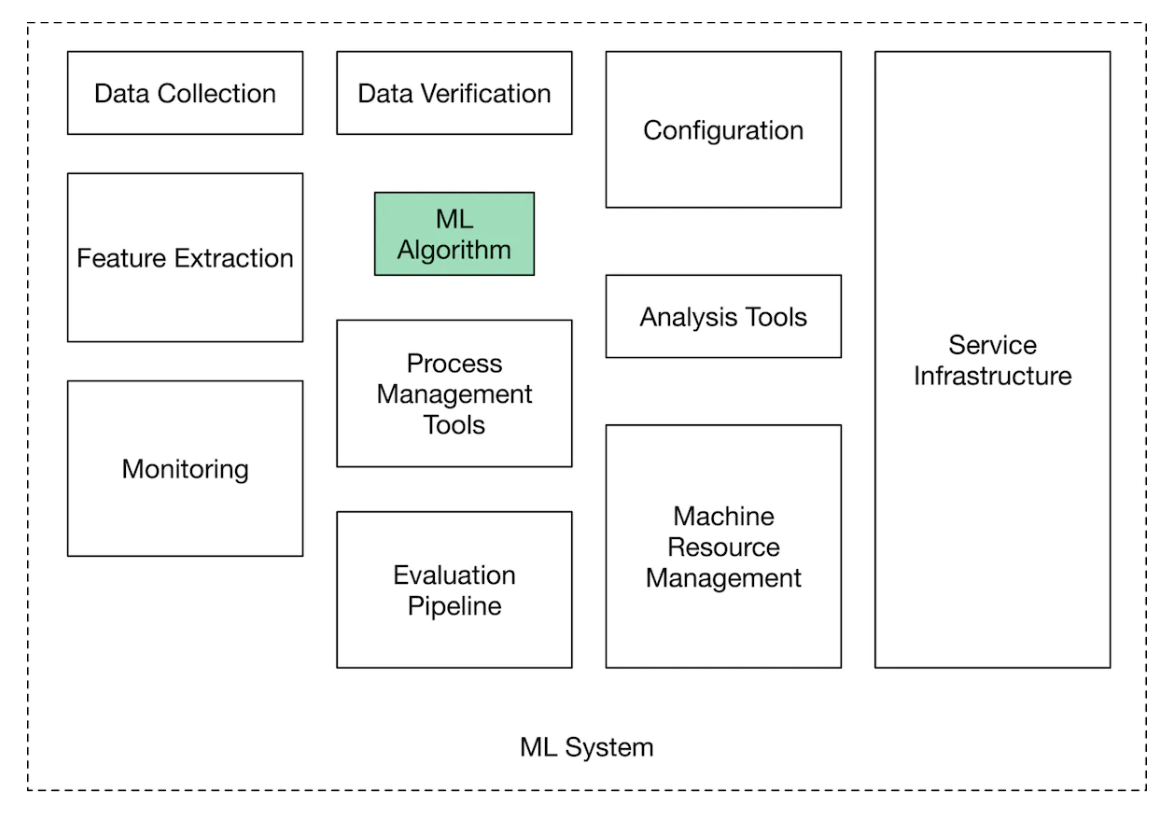 Data Collection
Data Verification
Configuration
Service
Infrastructure
Feature Extraction
ML
Algorithm
Analysis Tools
Process
Management
Tools
Monitoring
Machine
Resource
Management
Evaluation
Pipeline
ML System